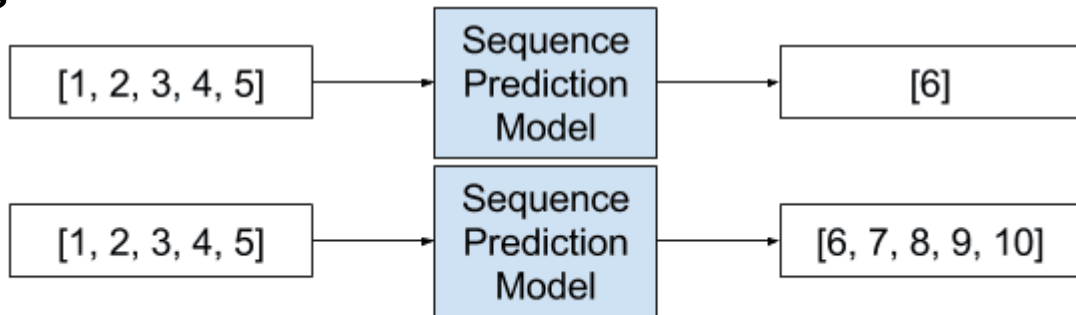 Sequence
Prediction
Model
[1, 2, 3, 4, 5]
[6]
Sequence
Prediction
Model
[1, 2, 3, 4, 5]
[6, 7, 8, 9, 10]